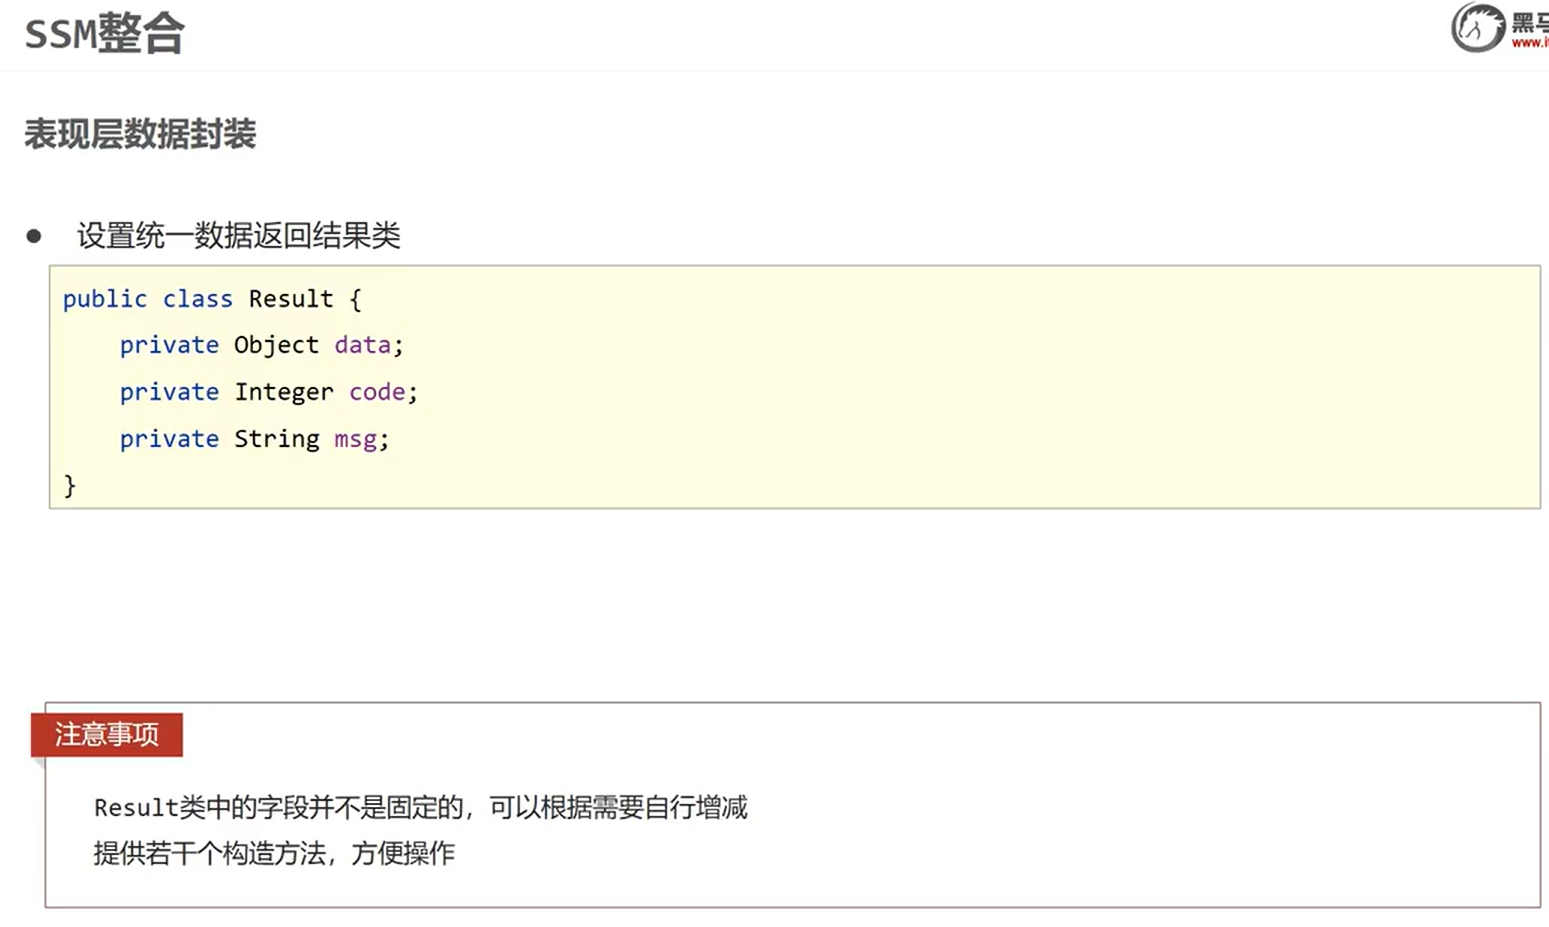 SSM整合
黑马
www.it
表现层数据封装
● 设置统一数据返回结果类
public class Result {
    private Object data;
    private Integer code;
    private String msg;
}
注意事项
Result类中的字段并不是固定的，可以根据需要自行增减
提供若干个构造方法，方便操作